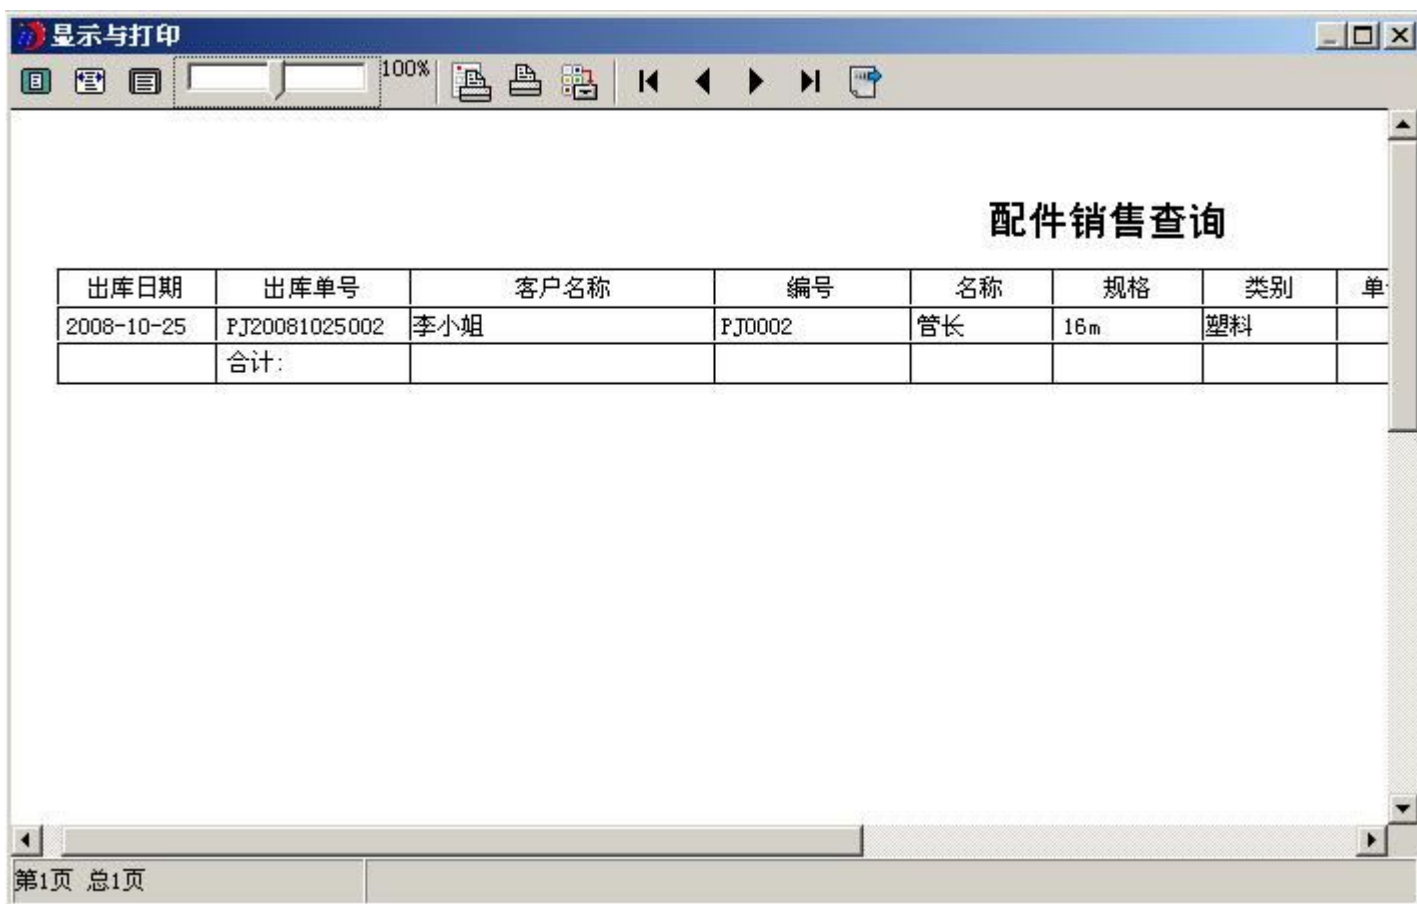 显示与打印
100%
配件销售查询
出库日期 出库单号 客户名称 编号 名称 规格 类别 单
2008-10-25 PJ20081025002 李小姐 PJ0002 管长 16m 塑料
合计:
第1页 总1页